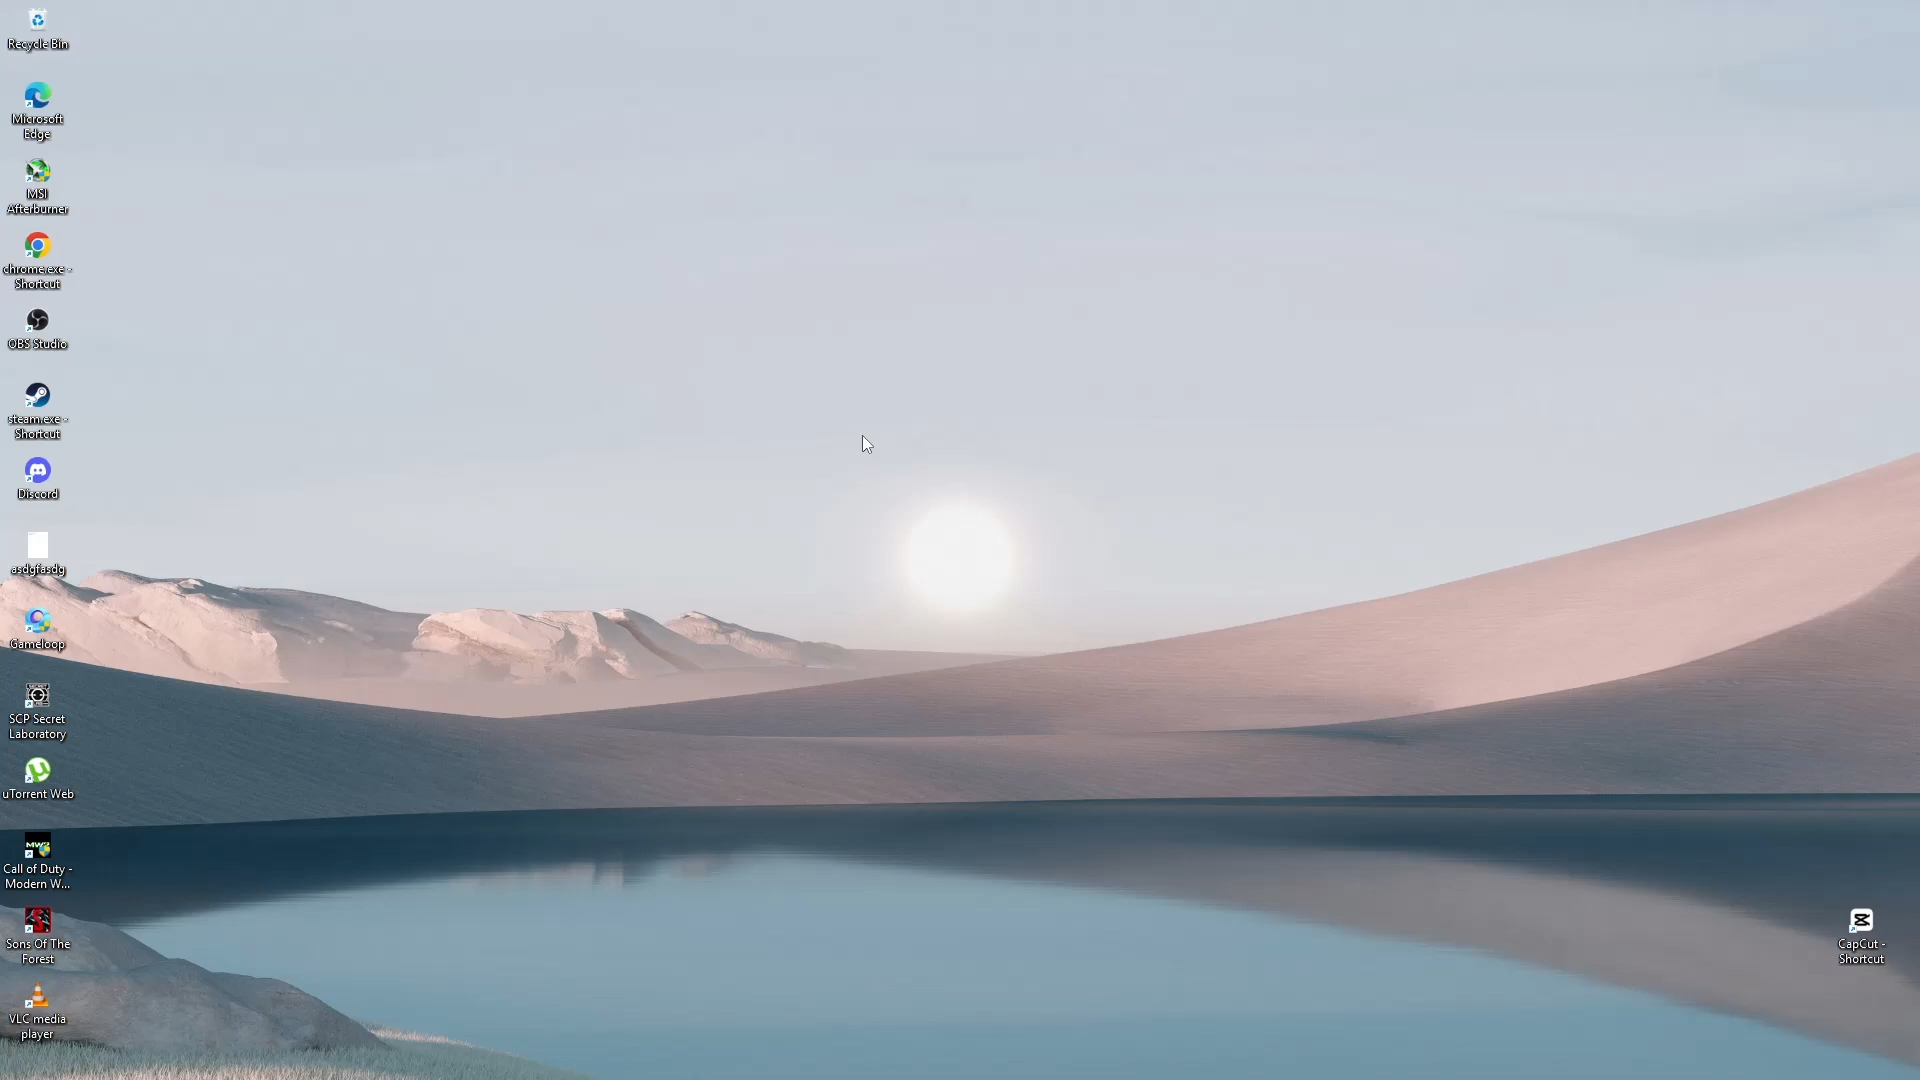 Recycle Bin
Microsoft
Edge
MSI
Afterburner
chrome.exe -
Shortcut
OBS Studio
steam.exe -
Shortcut
Discord
asdgfasdg
Gameloop
SCP Secret
Laboratory
uTorrent Web
Call of Duty -
Modern W...
Sons Of The
Forest
VLC media
player
CapCut -
Shortcut